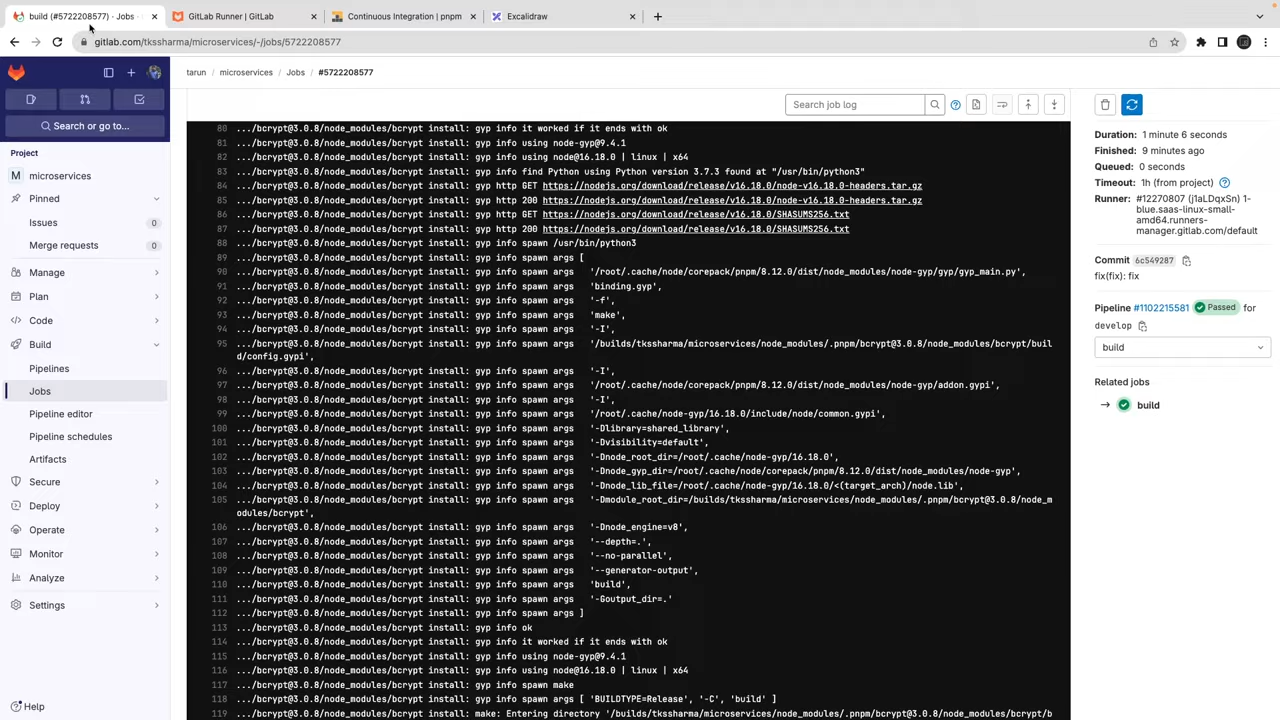 build (#5722208577) · Jobs ·
GitLab Runner | GitLab
Continuous Integration | pnpm
Excalidraw
gitlab.com/tkssharma/microservices/-/jobs/5722208577
tarun / microservices / Jobs / #5722208577
Search or go to...
Project
M microservices
Pinned
Issues 0
Merge requests 0
Manage
Plan
Code
Build
Pipelines
Jobs
Pipeline editor
Pipeline schedules
Artifacts
Secure
Deploy
Operate
Monitor
Analyze
Settings
Help
Search job log
80 .../bcrypt@3.0.8/node_modules/bcrypt install: gyp info it worked if it ends with ok
81 .../bcrypt@3.0.8/node_modules/bcrypt install: gyp info using node-gyp@9.4.1
82 .../bcrypt@3.0.8/node_modules/bcrypt install: gyp info using node@16.18.0 | linux | x64
83 .../bcrypt@3.0.8/node_modules/bcrypt install: gyp info find Python using Python version 3.7.3 found at "/usr/bin/python3"
84 .../bcrypt@3.0.8/node_modules/bcrypt install: gyp http GET https://nodejs.org/download/release/v16.18.0/node-v16.18.0-headers.tar.gz
85 .../bcrypt@3.0.8/node_modules/bcrypt install: gyp http 200 https://nodejs.org/download/release/v16.18.0/node-v16.18.0-headers.tar.gz
86 .../bcrypt@3.0.8/node_modules/bcrypt install: gyp http GET https://nodejs.org/download/release/v16.18.0/SHASUMS256.txt
87 .../bcrypt@3.0.8/node_modules/bcrypt install: gyp http 200 https://nodejs.org/download/release/v16.18.0/SHASUMS256.txt
88 .../bcrypt@3.0.8/node_modules/bcrypt install: gyp info spawn /usr/bin/python3
89 .../bcrypt@3.0.8/node_modules/bcrypt install: gyp info spawn args [
90 .../bcrypt@3.0.8/node_modules/bcrypt install: gyp info spawn args '/root/.cache/node/corepack/pnpm/8.12.0/dist/node_modules/node-gyp/gyp/gyp_main.py',
91 .../bcrypt@3.0.8/node_modules/bcrypt install: gyp info spawn args 'binding.gyp',
92 .../bcrypt@3.0.8/node_modules/bcrypt install: gyp info spawn args '-f',
93 .../bcrypt@3.0.8/node_modules/bcrypt install: gyp info spawn args 'make',
94 .../bcrypt@3.0.8/node_modules/bcrypt install: gyp info spawn args '-I',
95 .../bcrypt@3.0.8/node_modules/bcrypt install: gyp info spawn args '/builds/tkssharma/microservices/node_modules/.pnpm/bcrypt@3.0.8/node_modules/bcrypt/buil
d/config.gypi',
96 .../bcrypt@3.0.8/node_modules/bcrypt install: gyp info spawn args '-I',
97 .../bcrypt@3.0.8/node_modules/bcrypt install: gyp info spawn args '/root/.cache/node/corepack/pnpm/8.12.0/dist/node_modules/node-gyp/addon.gypi',
98 .../bcrypt@3.0.8/node_modules/bcrypt install: gyp info spawn args '-I',
99 .../bcrypt@3.0.8/node_modules/bcrypt install: gyp info spawn args '/root/.cache/node-gyp/16.18.0/include/node/common.gypi',
100 .../bcrypt@3.0.8/node_modules/bcrypt install: gyp info spawn args '-Dlibrary=shared_library',
101 .../bcrypt@3.0.8/node_modules/bcrypt install: gyp info spawn args '-Dvisibility=default',
102 .../bcrypt@3.0.8/node_modules/bcrypt install: gyp info spawn args '-Dnode_root_dir=/root/.cache/node-gyp/16.18.0',
103 .../bcrypt@3.0.8/node_modules/bcrypt install: gyp info spawn args '-Dnode_gyp_dir=/root/.cache/node/corepack/pnpm/8.12.0/dist/node_modules/node-gyp',
104 .../bcrypt@3.0.8/node_modules/bcrypt install: gyp info spawn args '-Dnode_lib_file=/root/.cache/node-gyp/16.18.0/<(target_arch)/node.lib',
105 .../bcrypt@3.0.8/node_modules/bcrypt install: gyp info spawn args '-Dmodule_root_dir=/builds/tkssharma/microservices/node_modules/.pnpm/bcrypt@3.0.8/node_m
odules/bcrypt',
106 .../bcrypt@3.0.8/node_modules/bcrypt install: gyp info spawn args '-Dnode_engine=v8',
107 .../bcrypt@3.0.8/node_modules/bcrypt install: gyp info spawn args '--depth=.',
108 .../bcrypt@3.0.8/node_modules/bcrypt install: gyp info spawn args '--no-parallel',
109 .../bcrypt@3.0.8/node_modules/bcrypt install: gyp info spawn args '--generator-output',
110 .../bcrypt@3.0.8/node_modules/bcrypt install: gyp info spawn args 'build',
111 .../bcrypt@3.0.8/node_modules/bcrypt install: gyp info spawn args '-Goutput_dir=.'
112 .../bcrypt@3.0.8/node_modules/bcrypt install: gyp info spawn args ]
113 .../bcrypt@3.0.8/node_modules/bcrypt install: gyp info ok
114 .../bcrypt@3.0.8/node_modules/bcrypt install: gyp info it worked if it ends with ok
115 .../bcrypt@3.0.8/node_modules/bcrypt install: gyp info using node-gyp@9.4.1
116 .../bcrypt@3.0.8/node_modules/bcrypt install: gyp info using node@16.18.0 | linux | x64
117 .../bcrypt@3.0.8/node_modules/bcrypt install: gyp info spawn make
118 .../bcrypt@3.0.8/node_modules/bcrypt install: gyp info spawn args [ 'BUILDTYPE=Release', '-C', 'build' ]
119 .../bcrypt@3.0.8/node_modules/bcrypt install: make: Entering directory '/builds/tkssharma/microservices/node_modules/.pnpm/bcrypt@3.0.8/node_modules/bcrypt/b
Duration: 1 minute 6 seconds
Finished: 9 minutes ago
Queued: 0 seconds
Timeout: 1h (from project)
Runner: #12270807 (j1aLDqxSn) 1-
blue.saas-linux-small-
amd64.runners-
manager.gitlab.com/default
Commit 6c549287
fix(fix): fix
Pipeline #1102215581 Passed for
develop
build
Related jobs
→ build